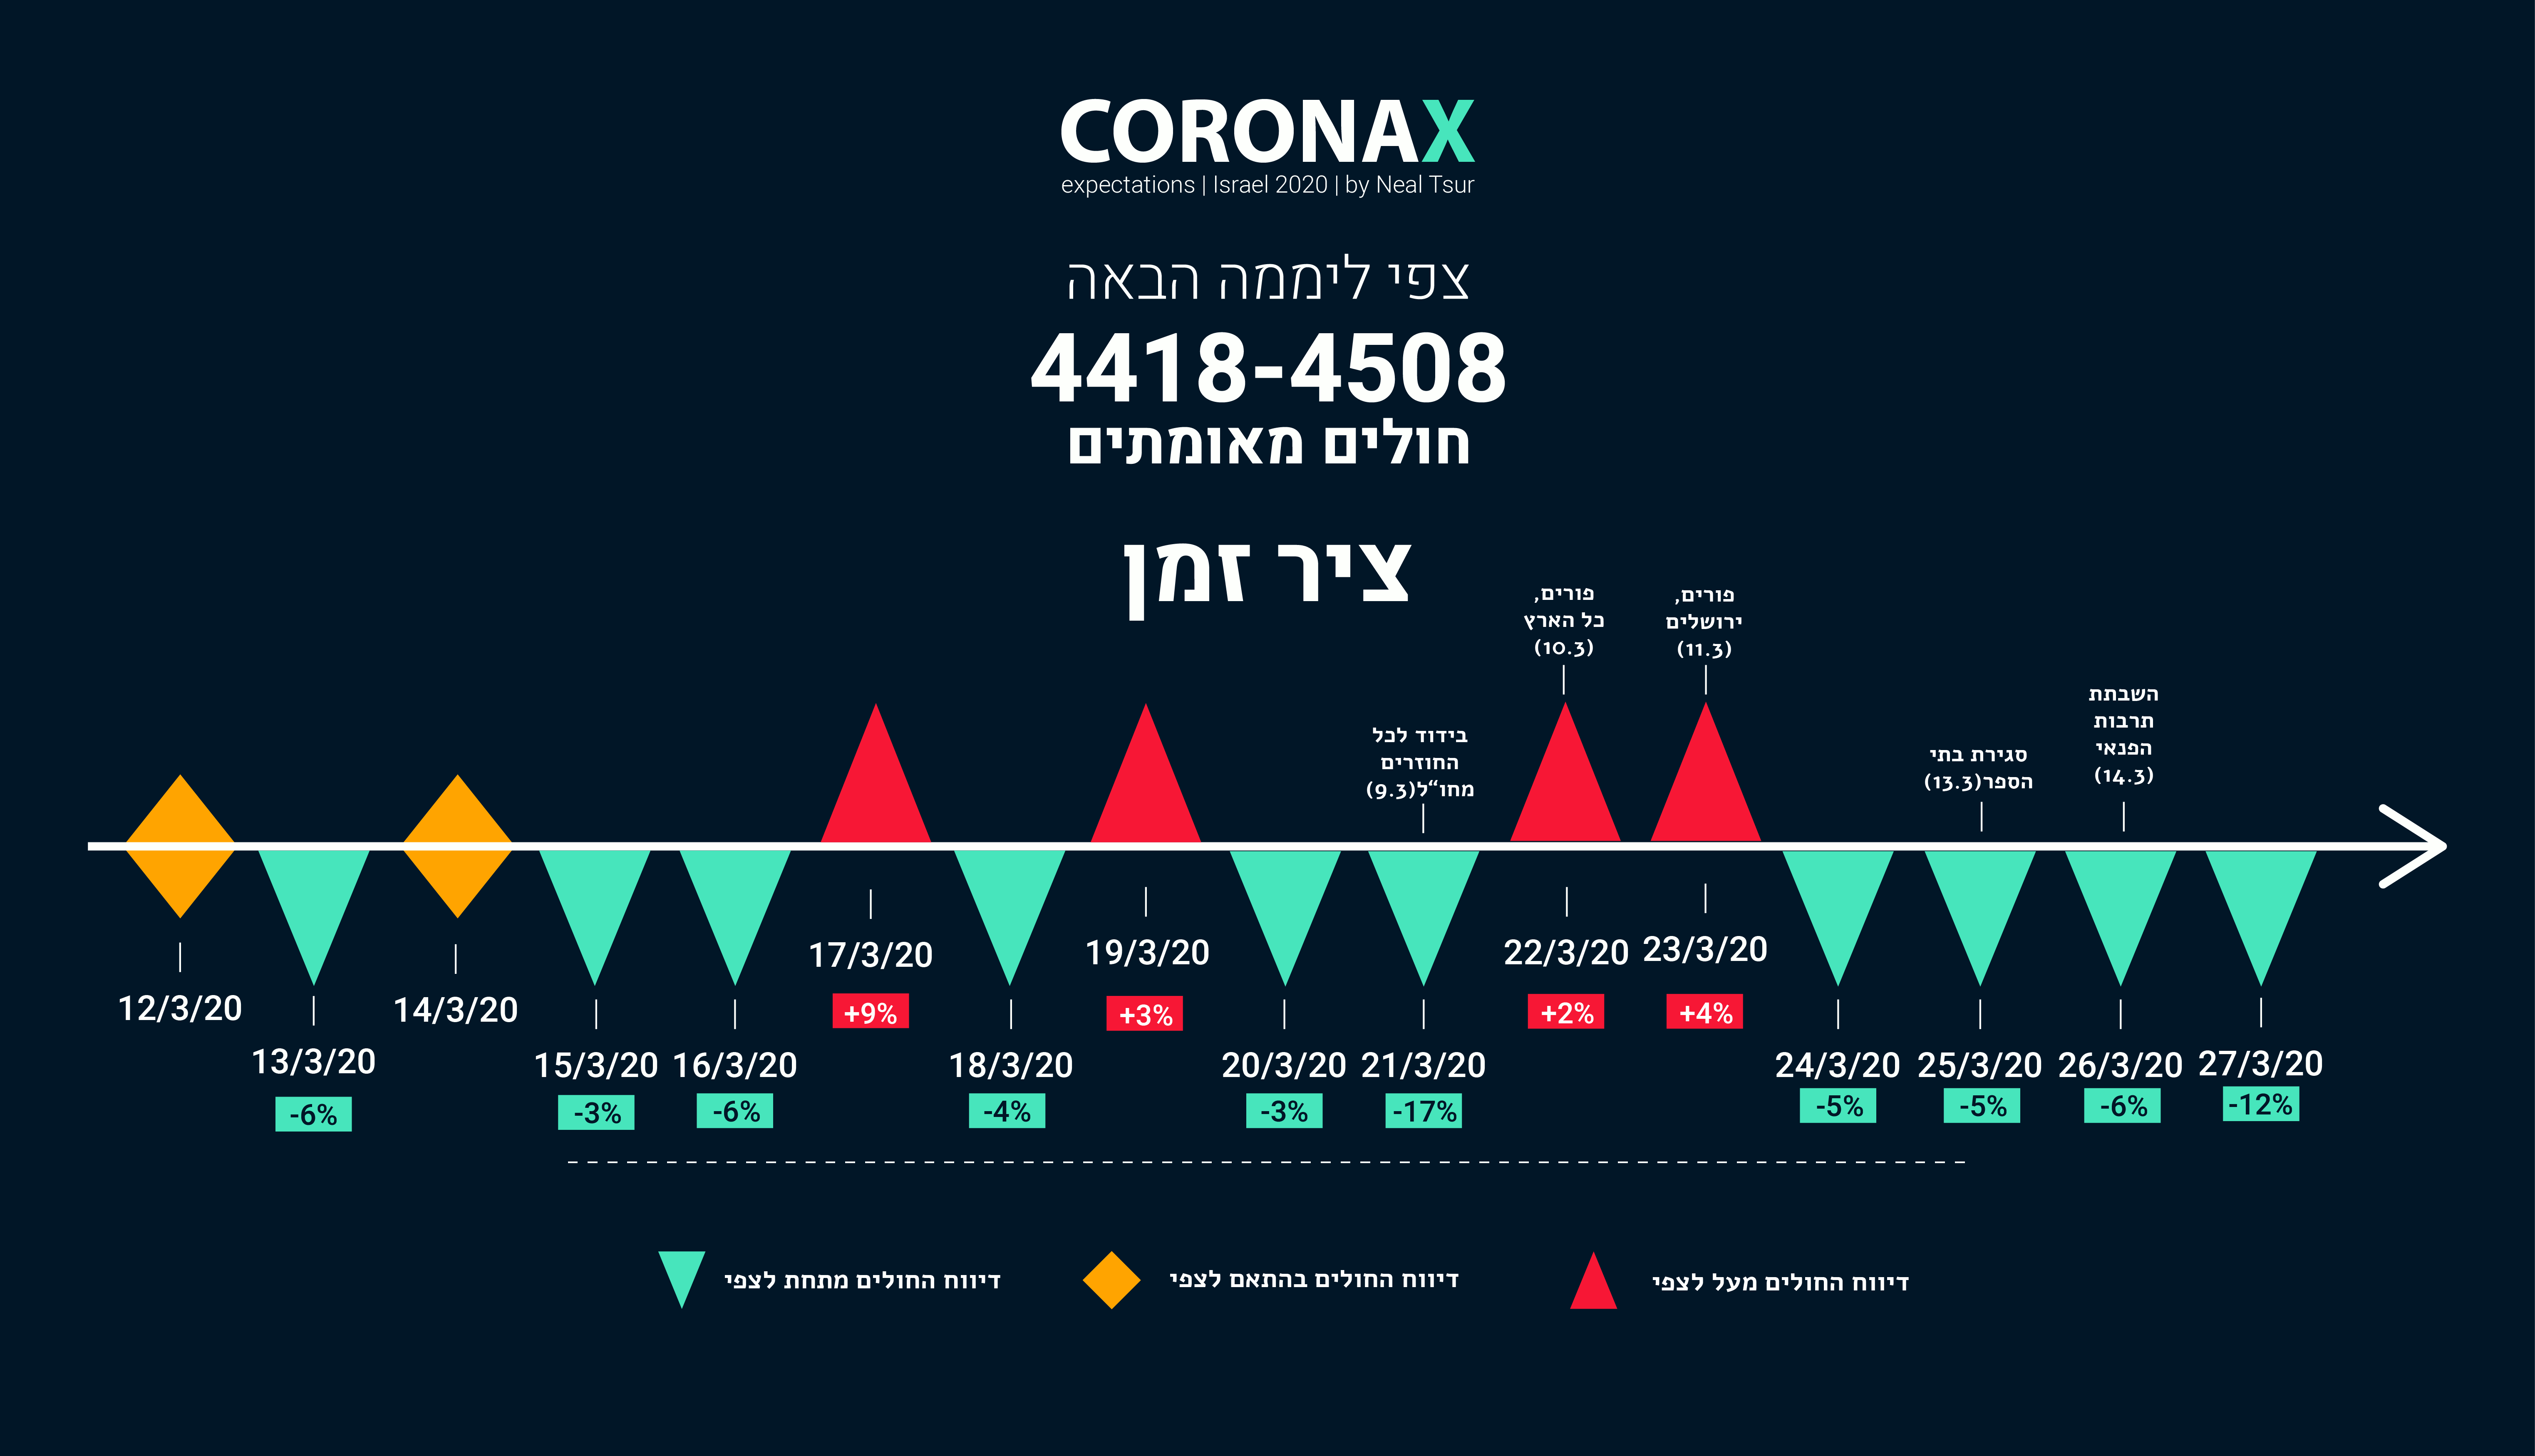 CORONAX
expectations | Israel 2020 | by Neal Tsur
צפי ליממה הבאה
4418-4508
חולים מאומתים
ציר זמן
פורים,
כל הארץ
(10.3)
פורים,
ירושלים
(11.3)
בידוד לכל
החוזרים
מחו“ל(9.3)
סגירת בתי
הספר(13.3)
השבתת
תרבות
הפנאי
(14.3)
12/3/20
13/3/20
-6%
14/3/20
15/3/20
-3%
16/3/20
-6%
17/3/20
+9%
18/3/20
-4%
19/3/20
+3%
20/3/20
-3%
21/3/20
-17%
22/3/20
+2%
23/3/20
+4%
24/3/20
-5%
25/3/20
-5%
26/3/20
-6%
27/3/20
-12%
דיווח החולים מתחת לצפי
דיווח החולים בהתאם לצפי
דיווח החולים מעל לצפי